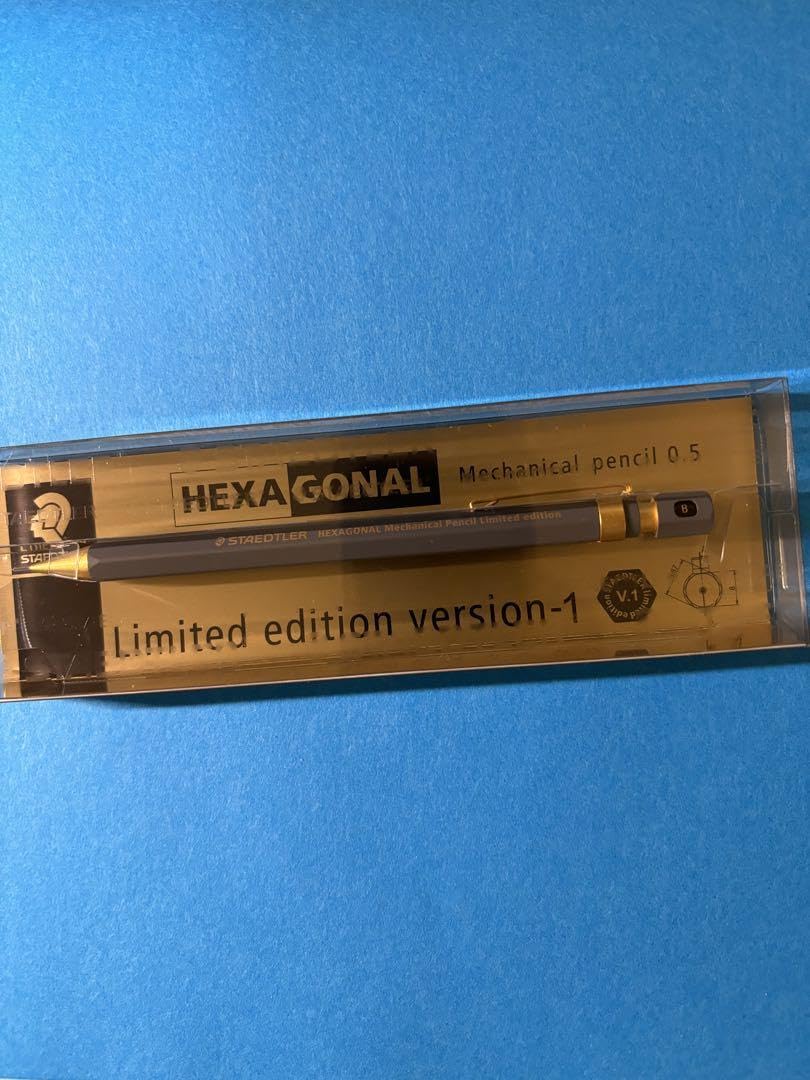 HEXAGONAL
Mechanical pencil 0.5
B
STAEDTLER HEXAGONAL Mechanical Pencil Limited edition
Limited edition version-1
V.1